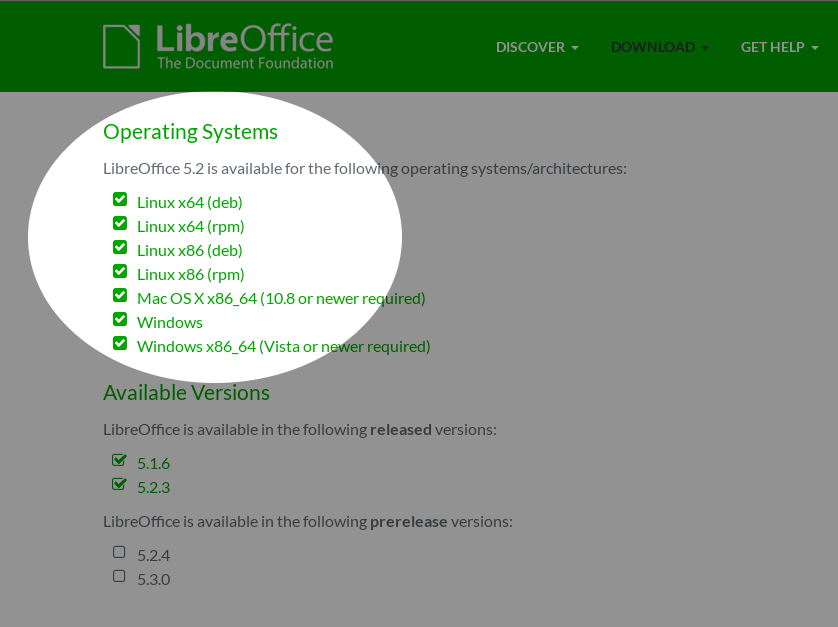 LibreOffice
The Document Foundation
DISCOVER DOWNLOAD GET HELP
Operating Systems
LibreOffice 5.2 is available for the following operating systems/architectures:
Linux x64 (deb)
Linux x64 (rpm)
Linux x86 (deb)
Linux x86 (rpm)
Mac OS X x86_64 (10.8 or newer required)
Windows
Windows x86_64 (Vista or newer required)
Available Versions
LibreOffice is available in the following released versions:
5.1.6
5.2.3
LibreOffice is available in the following prerelease versions:
5.2.4
5.3.0